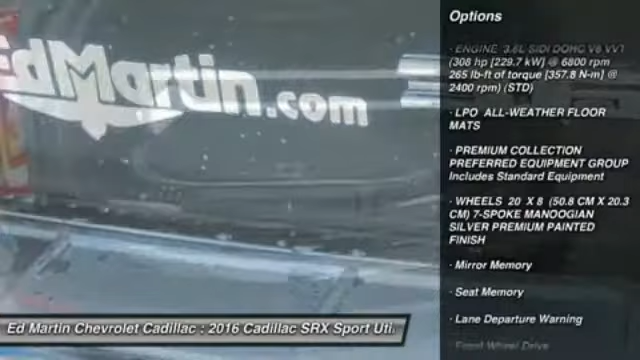 EdMartin.com
Options
· ENGINE 3.6L SIDI DOHC V6 VVT
(308 hp [229.7 kW] @ 6800 rpm
265 lb-ft of torque [357.8 N-m] @
2400 rpm) (STD)
· LPO ALL-WEATHER FLOOR
MATS
· PREMIUM COLLECTION
PREFERRED EQUIPMENT GROUP
Includes Standard Equipment
· WHEELS 20 X 8 (50.8 CM X 20.3
CM) 7-SPOKE MANOOGIAN
SILVER PREMIUM PAINTED
FINISH
· Mirror Memory
· Seat Memory
· Lane Departure Warning
· Front Wheel Drive
Ed Martin Chevrolet Cadillac : 2016 Cadillac SRX Sport Uti